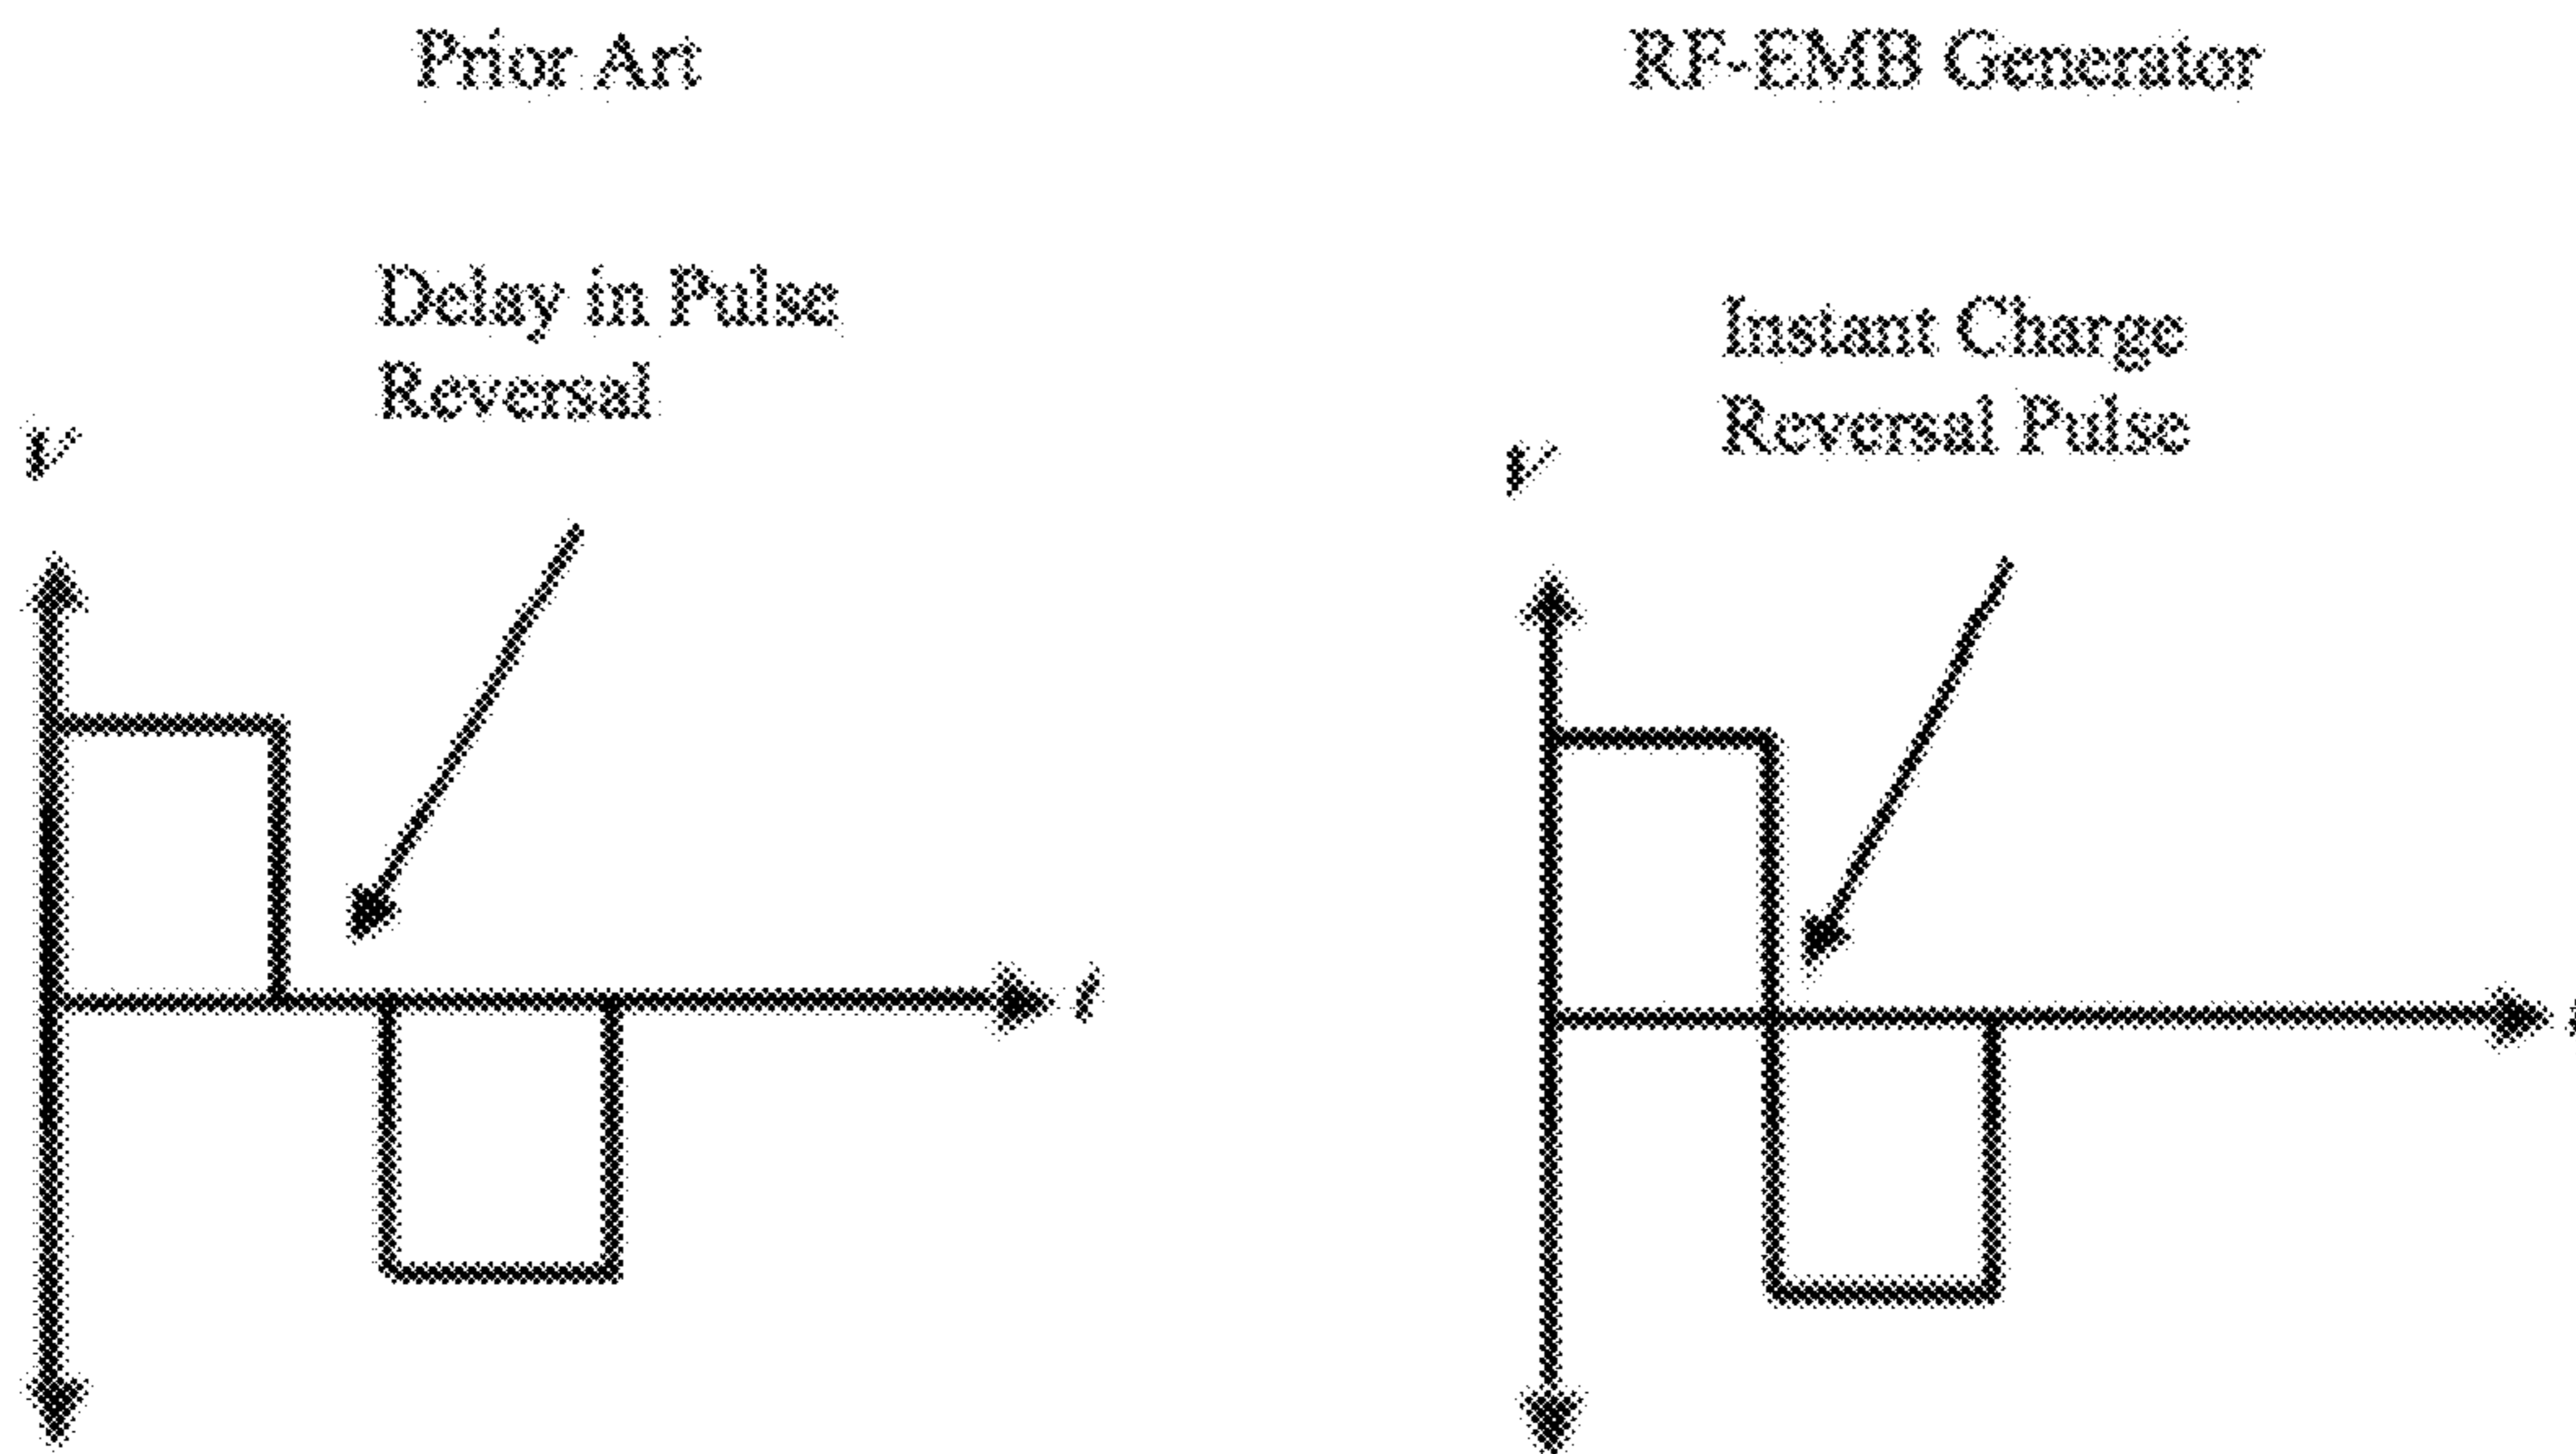 Prior Art
RF-EMB Generator
Delay in Pulse
Reversal
Instant Charge
Reversal Pulse
V
V
t